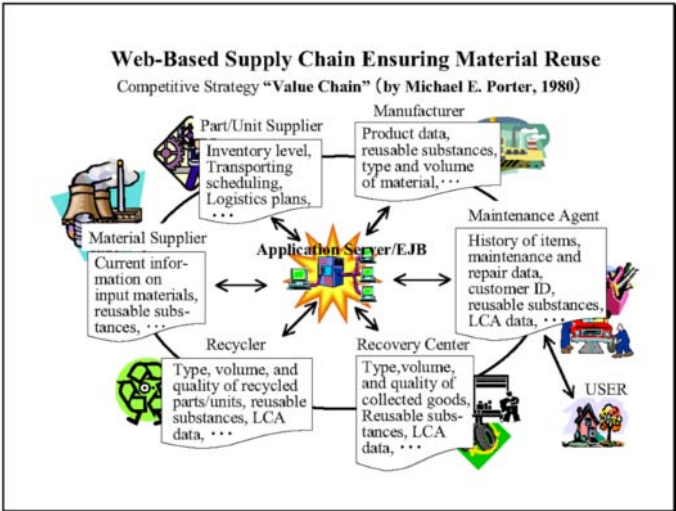 Web-Based Supply Chain Ensuring Material Reuse
Competitive Strategy “Value Chain” (by Michael E. Porter, 1980)
Manufacturer
Product data,
reusable substances,
type and volume
of material,···
Part/Unit Supplier
Inventory level,
Transporting
scheduling,
Logistics plans,
···
Maintenance Agent
History of items,
maintenance and
repair data,
customer ID,
reusable substances,
LCA data, ···
Material Supplier
Current infor-
mation on
input materials,
reusable subs-
tances, ···
Application Server/EJB
Recycler
Type, volume, and
quality of recycled
parts/units, reusable
substances, LCA
data, ···
Recovery Center
Type,volume,
and quality of
collected goods,
Reusable subs-
tances, LCA
data, ···
USER